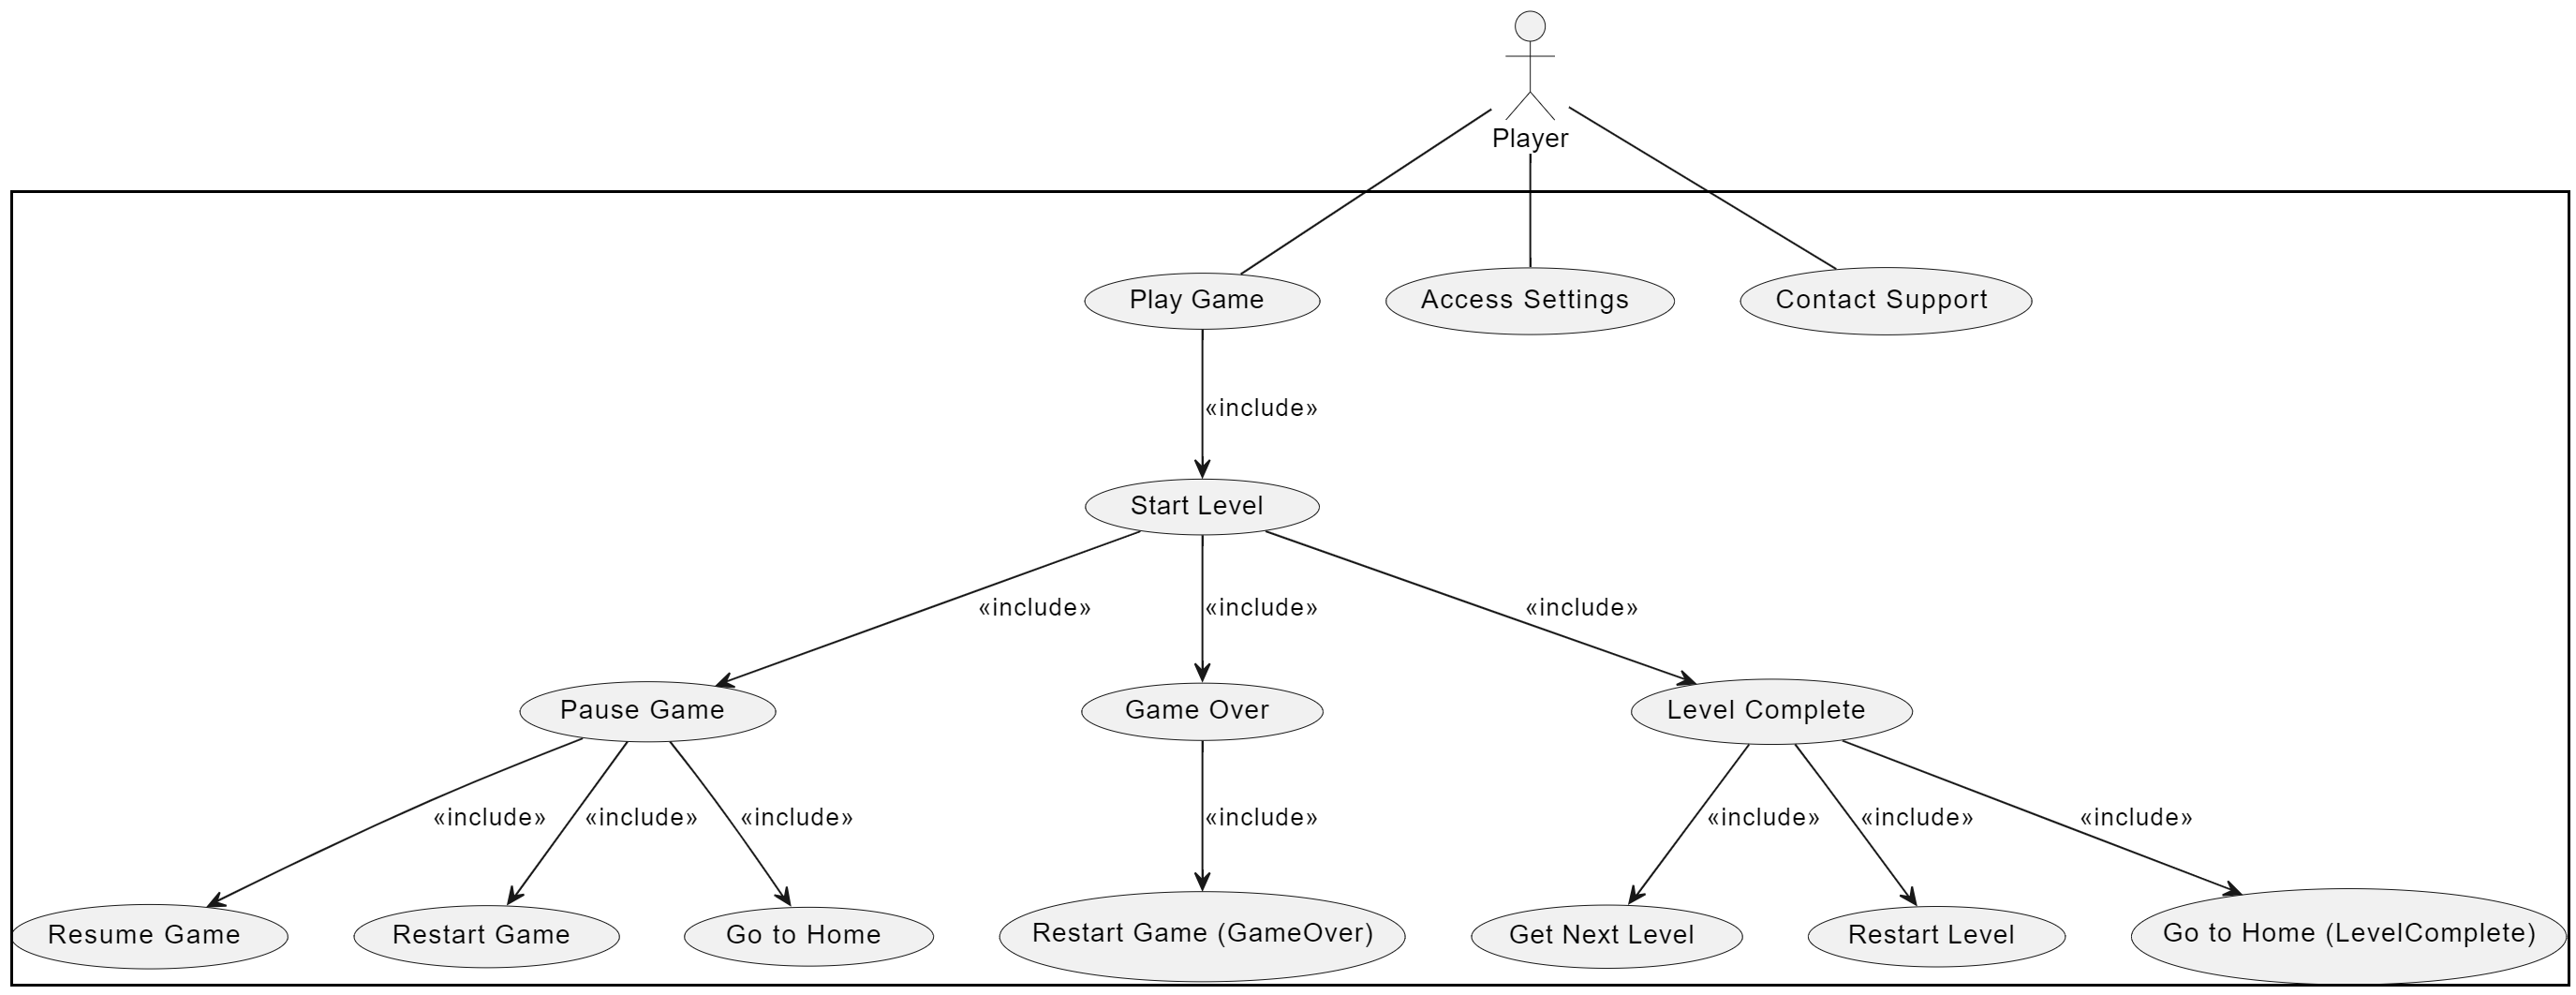 Player
Play Game
Access Settings
Contact Support
«include»
Start Level
«include»
«include»
«include»
Pause Game
Game Over
Level Complete
«include»
«include»
«include»
«include»
«include»
«include»
«include»
Resume Game
Restart Game
Go to Home
Restart Game (GameOver)
Get Next Level
Restart Level
Go to Home (LevelComplete)